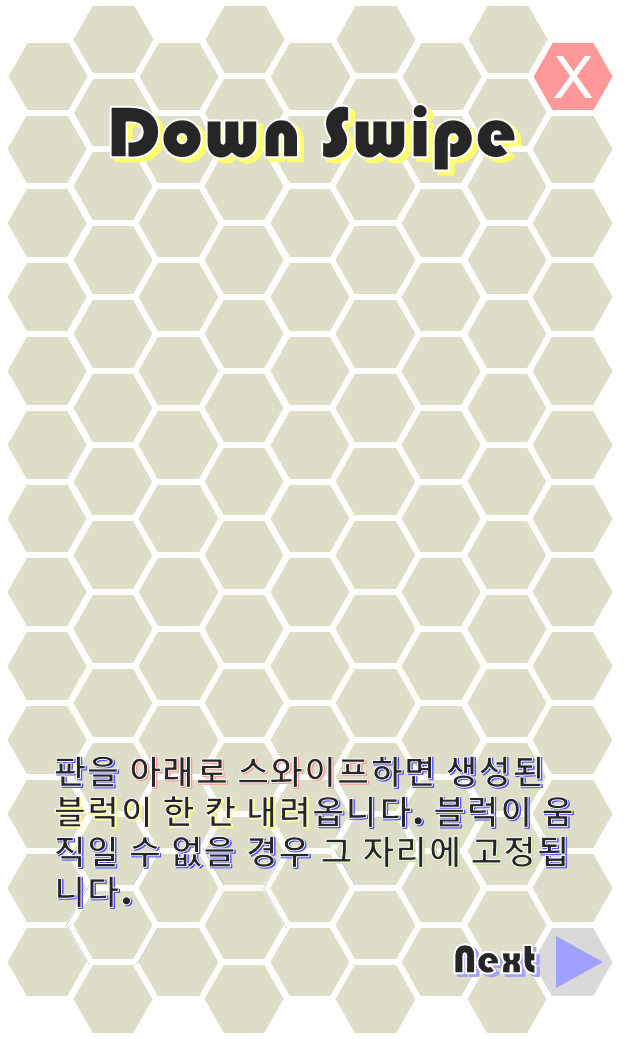 X
Down Swipe
판을 아래로 스와이프하면 생성된
블럭이 한 칸 내려옵니다. 블럭이 움
직일 수 없을 경우 그 자리에 고정됩
니다.
Next